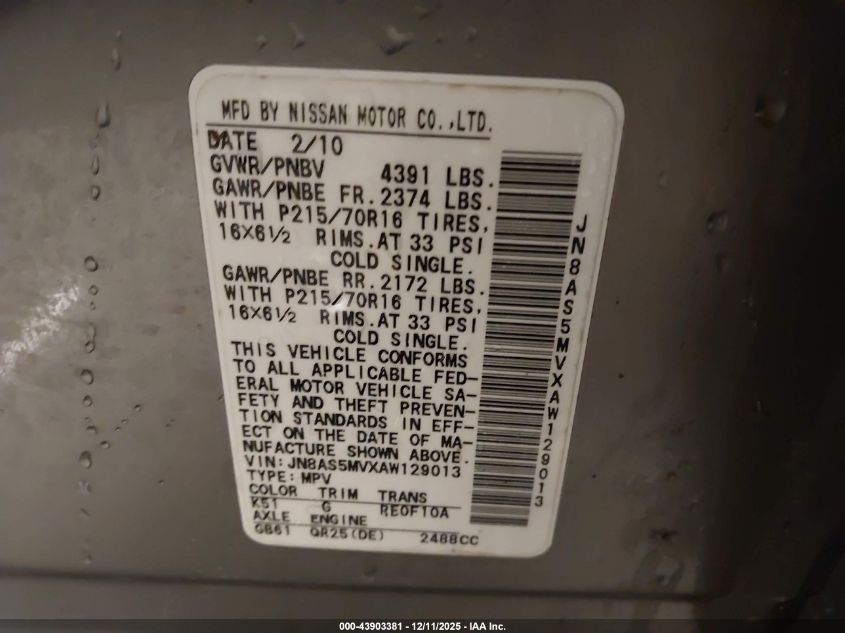 MFD BY NISSAN MOTOR CO.,LTD.
DATE 2/10
GVWR/PNBV 4391 LBS.
GAWR/PNBE FR.2374 LBS.
WITH P215/70R16 TIRES,
16X6½ RIMS.AT 33 PSI
COLD SINGLE.
GAWR/PNBE RR.2172 LBS.
WITH P215/70R16 TIRES,
16X6½ RIMS.AT 33 PSI
COLD SINGLE.
THIS VEHICLE CONFORMS
TO ALL APPLICABLE FED-
ERAL MOTOR VEHICLE SA-
FETY AND THEFT PREVEN-
TION STANDARDS IN EFF-
ECT ON THE DATE OF MA-
NUFACTURE SHOWN ABOVE.
VIN: JN8AS5MVXAW129013
TYPE: MPV
COLOR TRIM TRANS
K51 G RE0F10A
AXLE ENGINE
GB61 QR25(DE) 2488CC
JN8AS5MVXAW129013
000-43903381 - 12/11/2025 - IAA Inc.